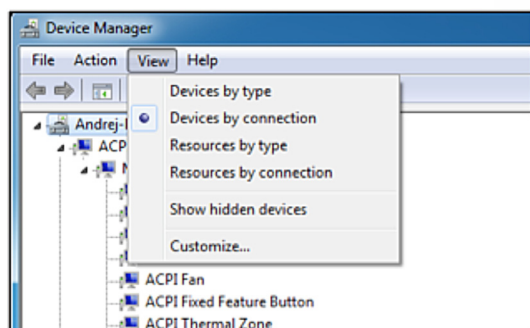 Device Manager
File Action View Help
Devices by type
Devices by connection
Resources by type
Resources by connection
Show hidden devices
Customize...
ACPI Fan
ACPI Fixed Feature Button
ACPI Thermal Zone